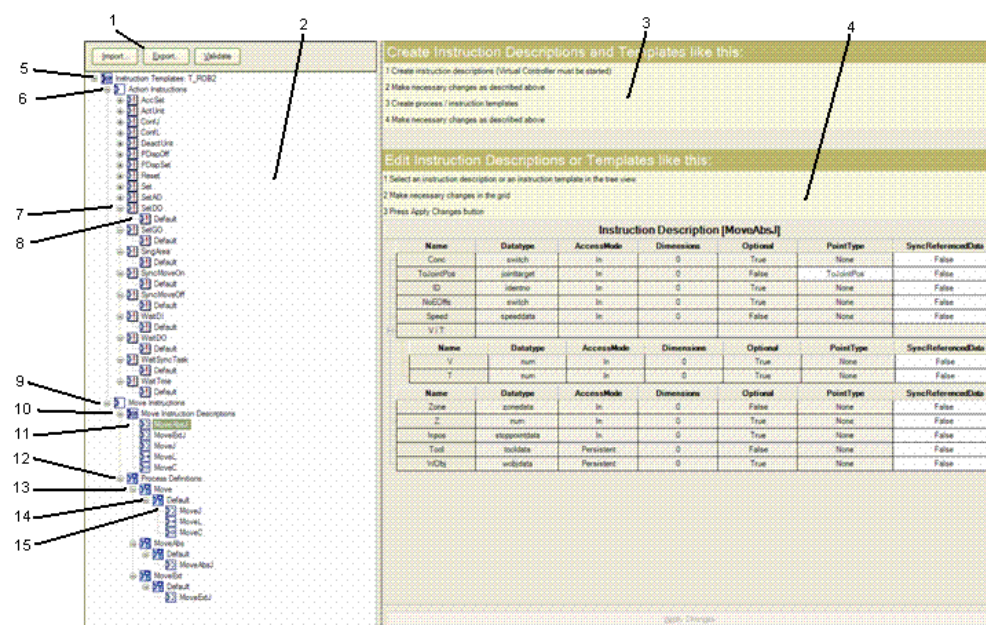 1
2
3
4
5
6
7
8
9
10
11
12
13
14
15
Import... Export... Validate
Instruction Templates: T_ROB2
Action Instructions
AccSet
ActUnit
ConfJ
ConfL
DeactUnit
PDispOff
PDispSet
Reset
Set
SetAO
SetDO
Default
SetGO
Default
SingArea
Default
SyncMoveOn
Default
SyncMoveOff
Default
WaitDI
Default
WaitDO
Default
WaitSyncTask
Default
WaitTime
Default
Move Instructions
Move Instruction Descriptions
MoveAbsJ
MoveExtJ
MoveJ
MoveL
MoveC
Process Definitions
Move
Default
MoveJ
MoveL
MoveC
MoveAbs
Default
MoveAbsJ
MoveExt
Default
MoveExtJ
Create Instruction Descriptions and Templates like this:
1 Create instruction descriptions (Virtual Controller must be started)
2 Make necessary changes as described above
3 Create process / instruction templates
4 Make necessary changes as described above
Edit Instruction Descriptions or Templates like this:
1 Select an instruction description or an instruction template in the tree view
2 Make necessary changes in the grid
3 Press Apply Changes button
Instruction Description [MoveAbsJ]
Name Datatype AccessMode Dimensions Optional PointType SyncReferencedData
Conc switch In 0 True None False
ToJointPos jointtarget In 0 False ToJointPos False
ID identno In 0 True None False
NoEOffs switch In 0 True None False
Speed speeddata In 0 False None False
V / T
Name Datatype AccessMode Dimensions Optional PointType SyncReferencedData
V num In 0 True None False
T num In 0 True None False
Name Datatype AccessMode Dimensions Optional PointType SyncReferencedData
Zone zonedata In 0 False None False
Z num In 0 True None False
Inpos stoppointdata In 0 True None False
Tool tooldata Persistent 0 False None False
WObj wobjdata Persistent 0 True None False
Apply Changes